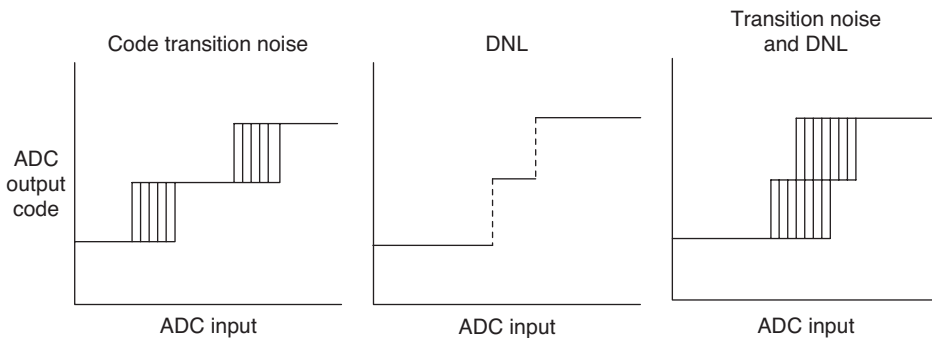 Code transition noise
DNL
Transition noise
and DNL
ADC
output
code
ADC input
ADC input
ADC input